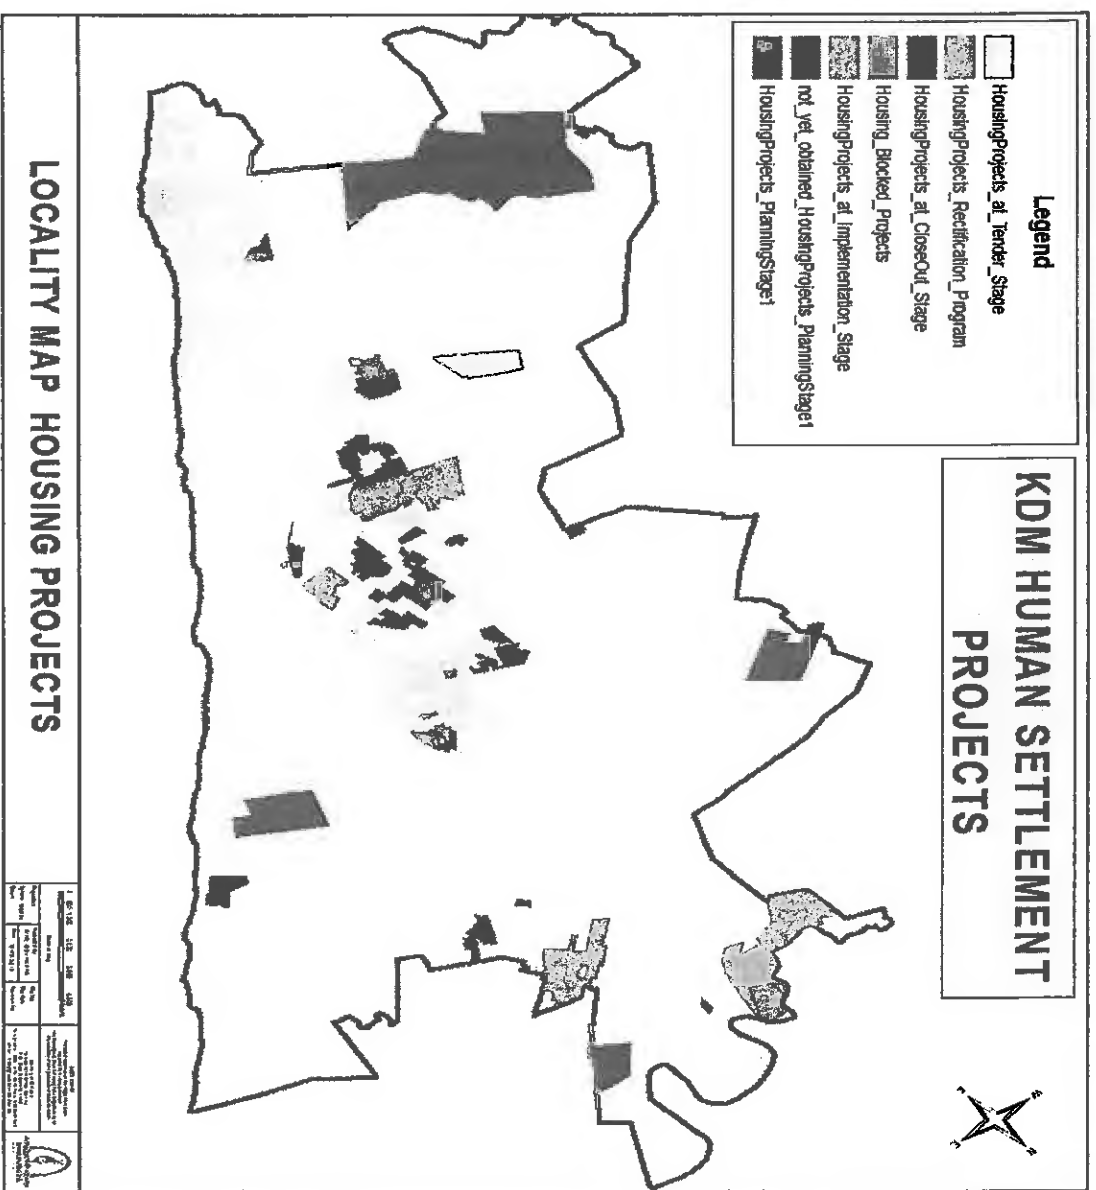 KDM HUMAN SETTLEMENT
PROJECTS
Legend
HousingProjects_at_Tender_Stage
HousingProjects_Rectification_Program
HousingProjects_at_CloseOut_Stage
Housing_Blocked_Projects
HousingProjects_at_Implementation_Stage
not_yet_obtained_HousingProjects_PlanningStage1
HousingProjects_PlanningStage1
LOCALITY MAP HOUSING PROJECTS